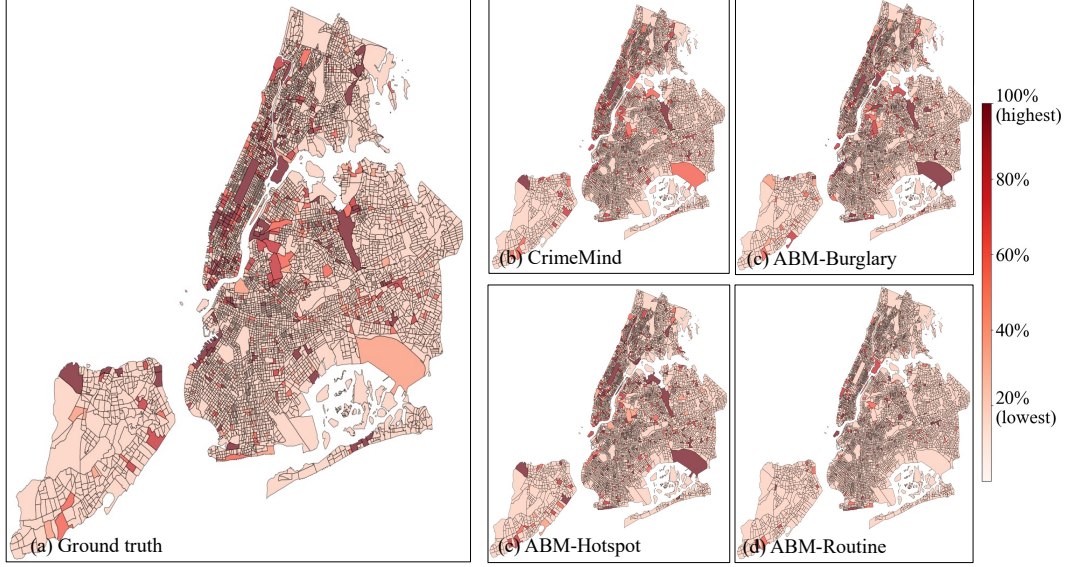 (a) Ground truth
(b) CrimeMind
(c) ABM-Burglary
(e) ABM-Hotspot
(d) ABM-Routine
100%
(highest)
80%
60%
40%
20%
(lowest)